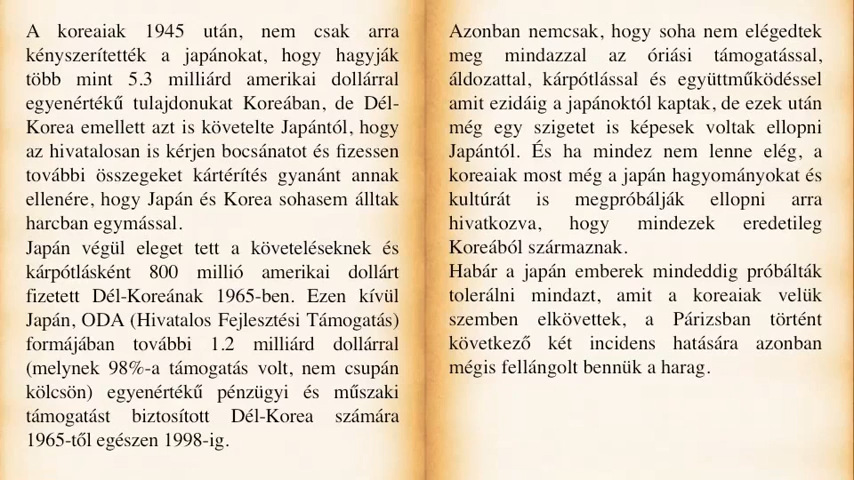 A koreaiak 1945 után, nem csak arra
kényszerítették a japánokat, hogy hagyják
több mint 5.3 milliárd amerikai dollárral
egyenértékű tulajdonukat Koreában, de Dél-
Korea emellett azt is követelte Japántól, hogy
az hivatalosan is kérjen bocsánatot és fizessen
további összegeket kártérítés gyanánt annak
ellenére, hogy Japán és Korea sohasem álltak
harcban egymással.
Japán végül eleget tett a követeléseknek és
kárpótlásként 800 millió amerikai dollárt
fizetett Dél-Koreának 1965-ben. Ezen kívül
Japán, ODA (Hivatalos Fejlesztési Támogatás)
formájában további 1.2 milliárd dollárral
(melynek 98%-a támogatás volt, nem csupán
kölcsön) egyenértékű pénzügyi és műszaki
támogatást biztosított Dél-Korea számára
1965-től egészen 1998-ig.
Azonban nemcsak, hogy soha nem elégedtek
meg mindazzal az óriási támogatással,
áldozattal, kárpótlással és együttműködéssel
amit ezidáig a japánoktól kaptak, de ezek után
még egy szigetet is képesek voltak ellopni
Japántól. És ha mindez nem lenne elég, a
koreaiak most még a japán hagyományokat és
kultúrát is megpróbálják ellopni arra
hivatkozva, hogy mindezek eredetileg
Koreából származnak.
Habár a japán emberek mindeddig próbálták
tolerálni mindazt, amit a koreaiak velük
szemben elkövettek, a Párizsban történt
következő két incidens hatására azonban
mégis fellángolt bennük a harag.